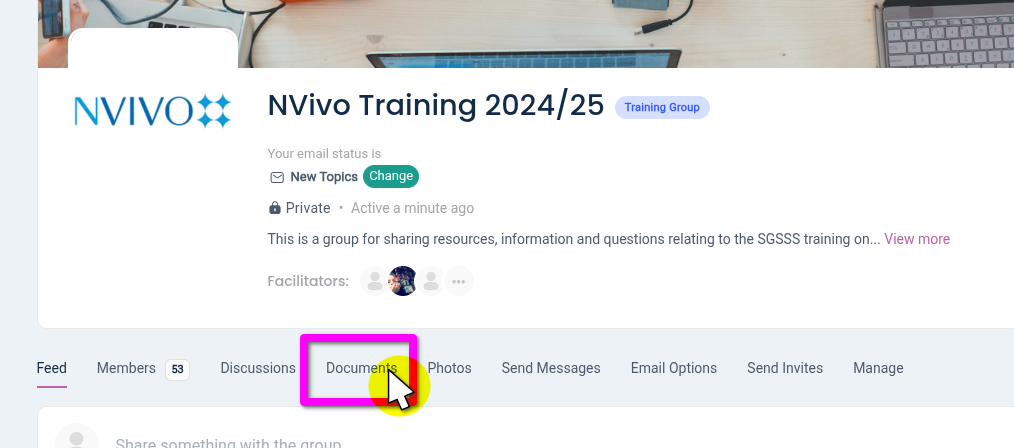 NVIVO
NVivo Training 2024/25 Training Group
Your email status is
New Topics Change
Private • Active a minute ago
This is a group for sharing resources, information and questions relating to the SGSSS training on... View more
Facilitators:
Feed Members 53 Discussions Documents Photos Send Messages Email Options Send Invites Manage
Share something with the group